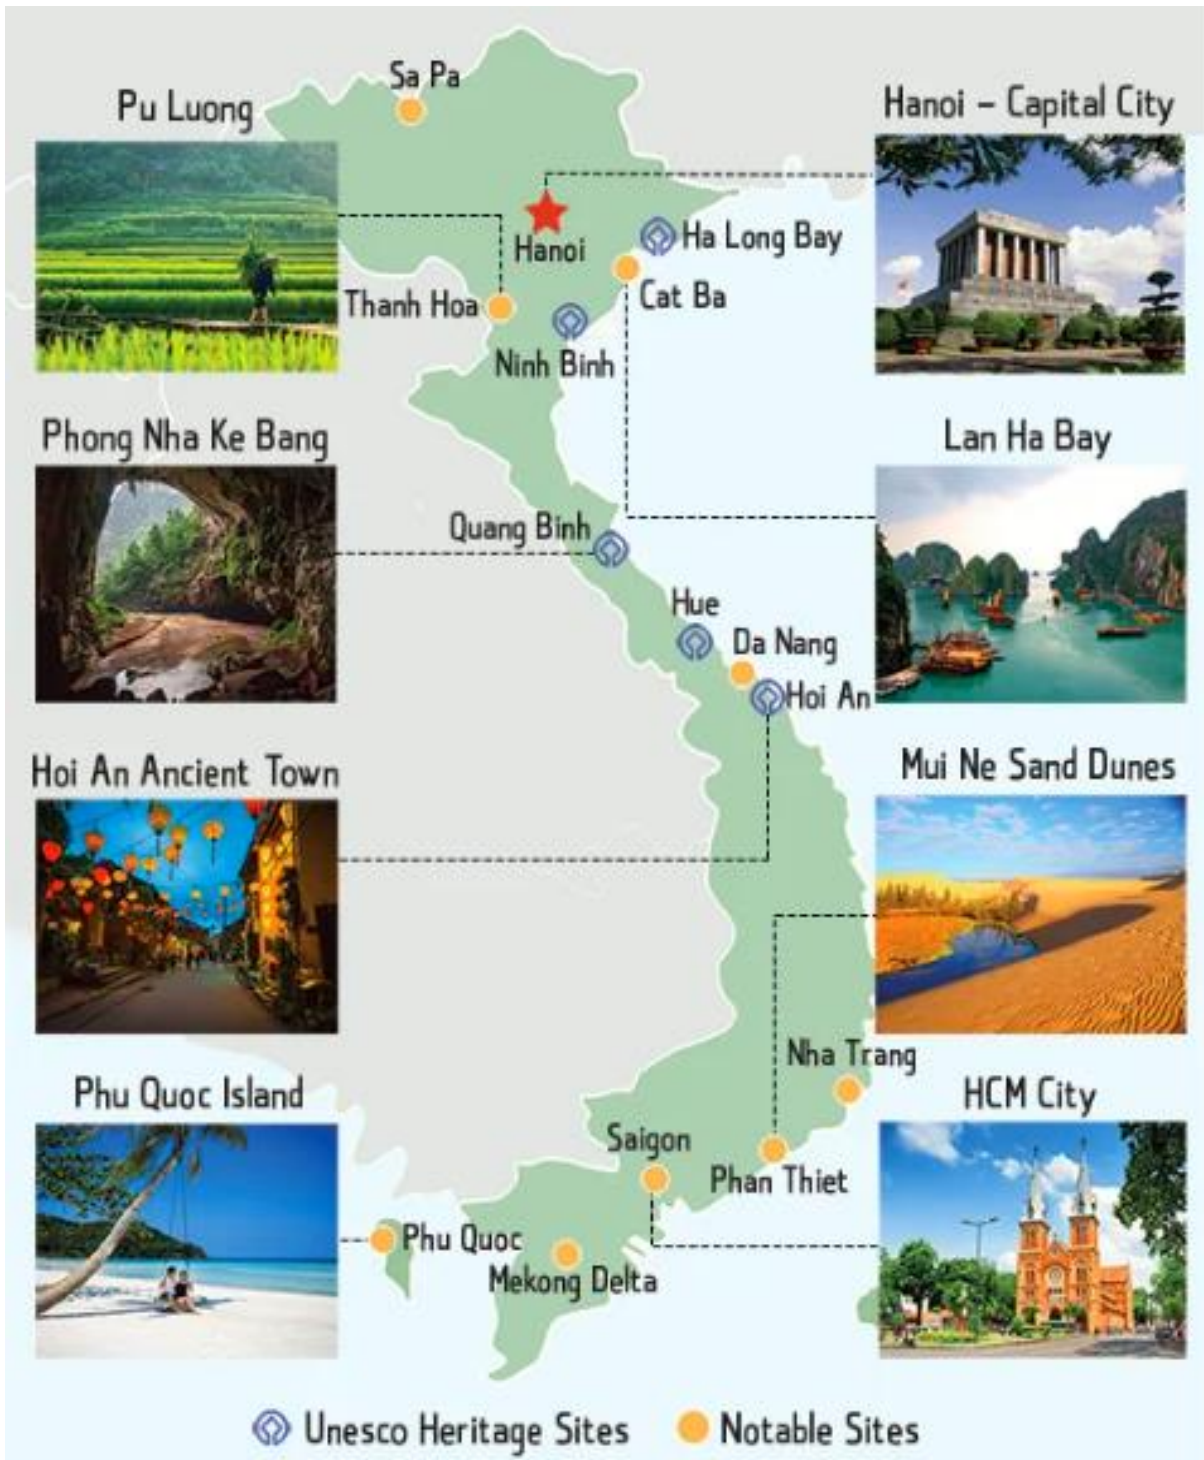 Sa Pa
Pu Luong
Hanoi – Capital City
Hanoi
Ha Long Bay
Cat Ba
Thanh Hoa
Ninh Binh
Phong Nha Ke Bang
Lan Ha Bay
Quang Binh
Hue
Da Nang
Hoi An
Hoi An Ancient Town
Mui Ne Sand Dunes
Nha Trang
Phu Quoc Island
HCM City
Saigon
Phan Thiet
Phu Quoc
Mekong Delta
Unesco Heritage Sites
Notable Sites